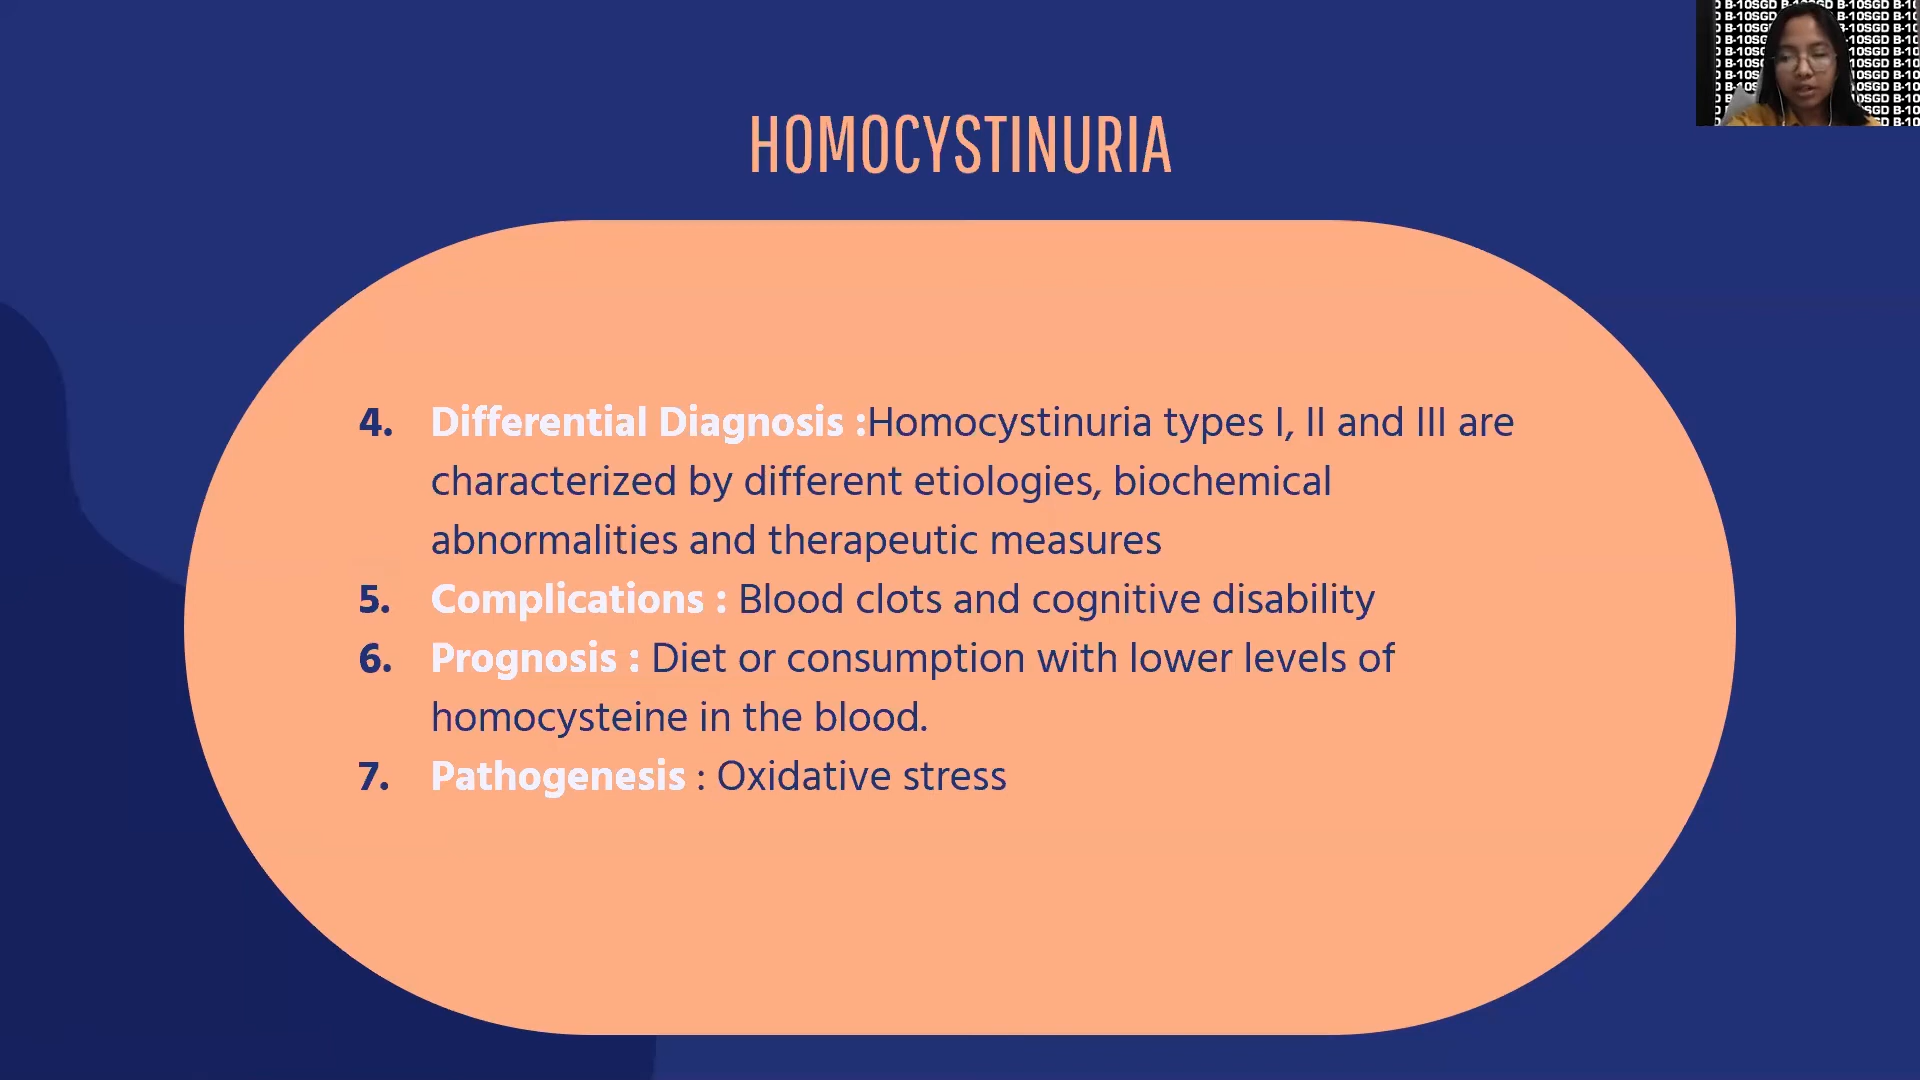 HOMOCYSTINURIA
4. Differential Diagnosis :Homocystinuria types I, II and III are
characterized by different etiologies, biochemical
abnormalities and therapeutic measures
5. Complications : Blood clots and cognitive disability
6. Prognosis : Diet or consumption with lower levels of
homocysteine in the blood.
7. Pathogenesis : Oxidative stress
B-10SGD